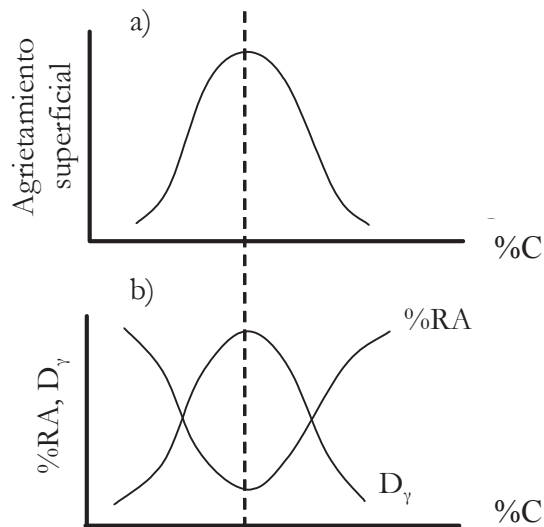 a)
Agrietamiento
superficial
%C
b)
%RA
%RA, Dγ
Dγ
%C